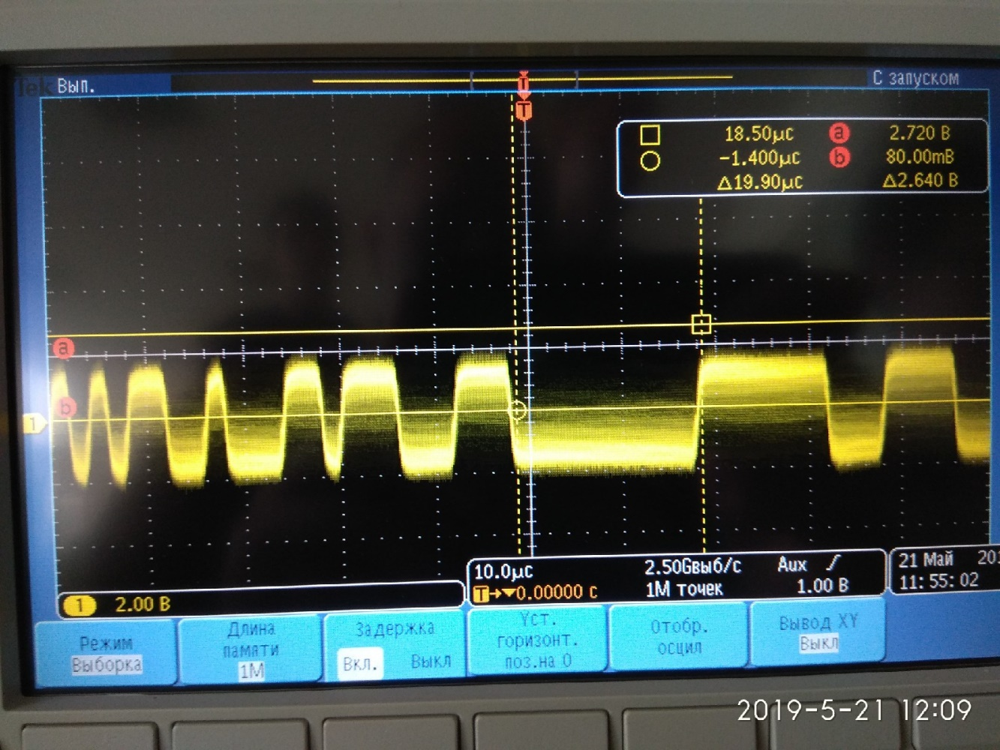 Tek Вып.
T
С запуском
T
18.50µс a 2.720 В
-1.400µс b 80.00mВ
Δ19.90µс Δ2.640 В
a
b
1
10.0µс 2.50Gвыб/с Aux
T→▼0.00000 с 1M точек 1.00 В
21 Май 201
11:55:02
1 2.00 В
Режим
Выборка
Длина
памяти
1M
Задержка
Вкл. Выкл
Уст.
горизонт.
поз.на 0
Отобр.
осцил
Вывод XY
Выкл
2019-5-21 12:09